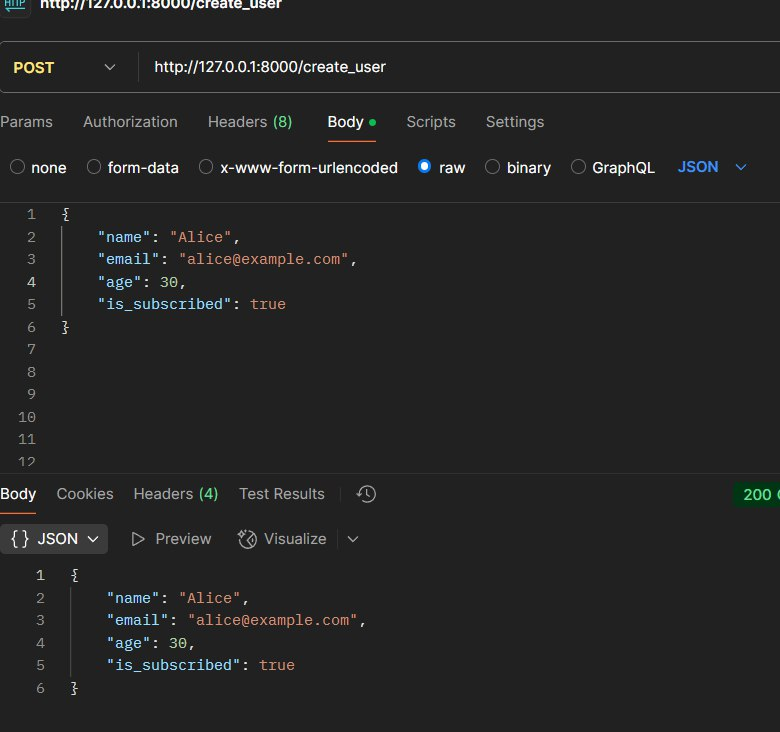 HTTP http://127.0.0.1:8000/create_user
POST http://127.0.0.1:8000/create_user
Params Authorization Headers (8) Body Scripts Settings
none form-data x-www-form-urlencoded raw binary GraphQL JSON
1 {
2 "name": "Alice",
3 "email": "alice@example.com",
4 "age": 30,
5 "is_subscribed": true
6 }
7
8
9
10
11
12
Body Cookies Headers (4) Test Results 200
{ } JSON Preview Visualize
1 {
2 "name": "Alice",
3 "email": "alice@example.com",
4 "age": 30,
5 "is_subscribed": true
6 }